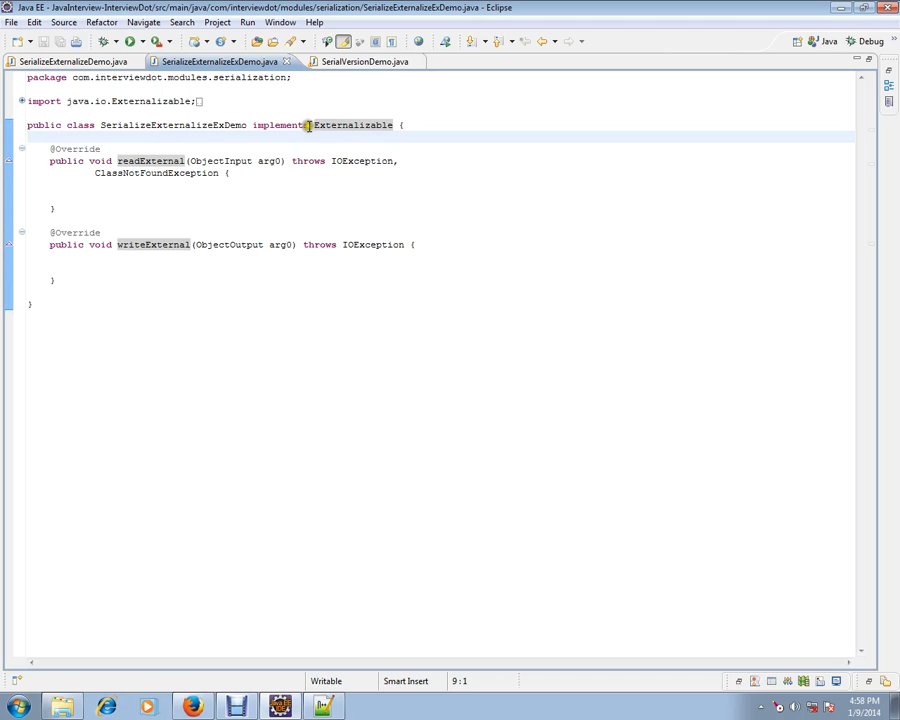 Java EE - JavaInterview-InterviewDot/src/main/java/com/interviewdot/modules/serialization/SerializeExternalizeExDemo.java - Eclipse
File Edit Source Refactor Navigate Search Project Run Window Help
Java Debug
SerializeExternalizeDemo.java SerializeExternalizeExDemo.java SerialVersionDemo.java
package com.interviewdot.modules.serialization;
import java.io.Externalizable;
public class SerializeExternalizeExDemo implements Externalizable {
@Override
public void readExternal(ObjectInput arg0) throws IOException,
ClassNotFoundException {
}
@Override
public void writeExternal(ObjectOutput arg0) throws IOException {
}
}
Writable Smart Insert 9 : 1
4:58 PM
1/9/2014